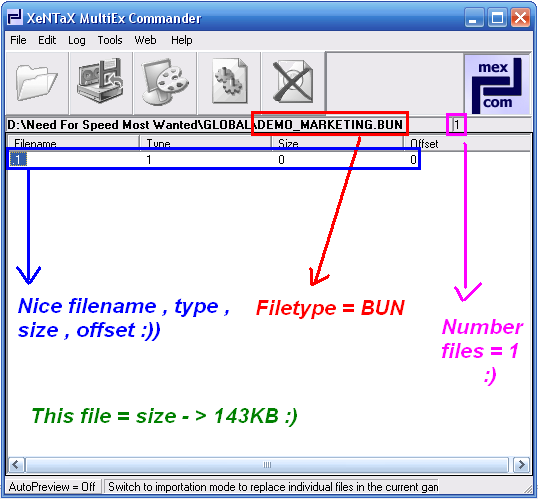 XeNTaX MultiEx Commander
File Edit Log Tools Web Help
mex
com
D:\Need For Speed Most Wanted\GLOBAL\DEMO_MARKETING.BUN 1
Filename Type Size Offset
1 1 0 0
Nice filename , type ,
size , offset :))
Filetype = BUN
Number
files = 1
:)
This file = size - > 143KB :)
AutoPreview = Off Switch to importation mode to replace individual files in the current gan